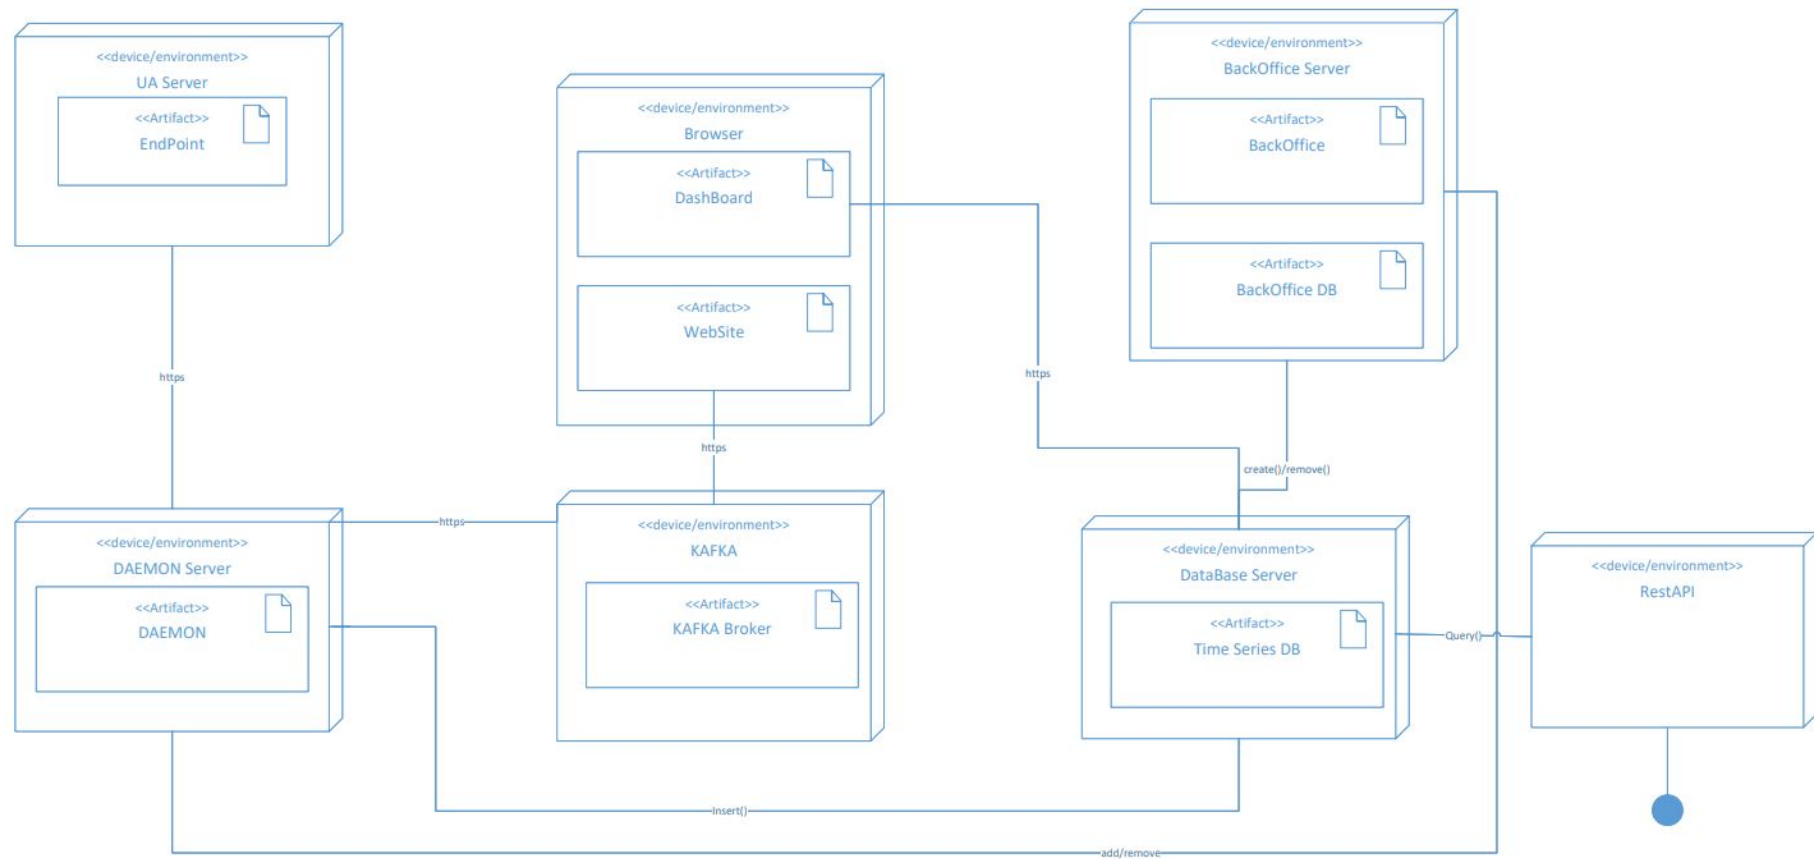 <<device/environment>>
UA Server
<<Artifact>>
EndPoint
<<device/environment>>
Browser
<<Artifact>>
DashBoard
<<Artifact>>
WebSite
<<device/environment>>
BackOffice Server
<<Artifact>>
BackOffice
<<Artifact>>
BackOffice DB
https
https
https
create()/remove()
https
<<device/environment>>
DAEMON Server
<<Artifact>>
DAEMON
<<device/environment>>
KAFKA
<<Artifact>>
KAFKA Broker
<<device/environment>>
DataBase Server
<<Artifact>>
Time Series DB
Query()
<<device/environment>>
RestAPI
Insert()
add/remove